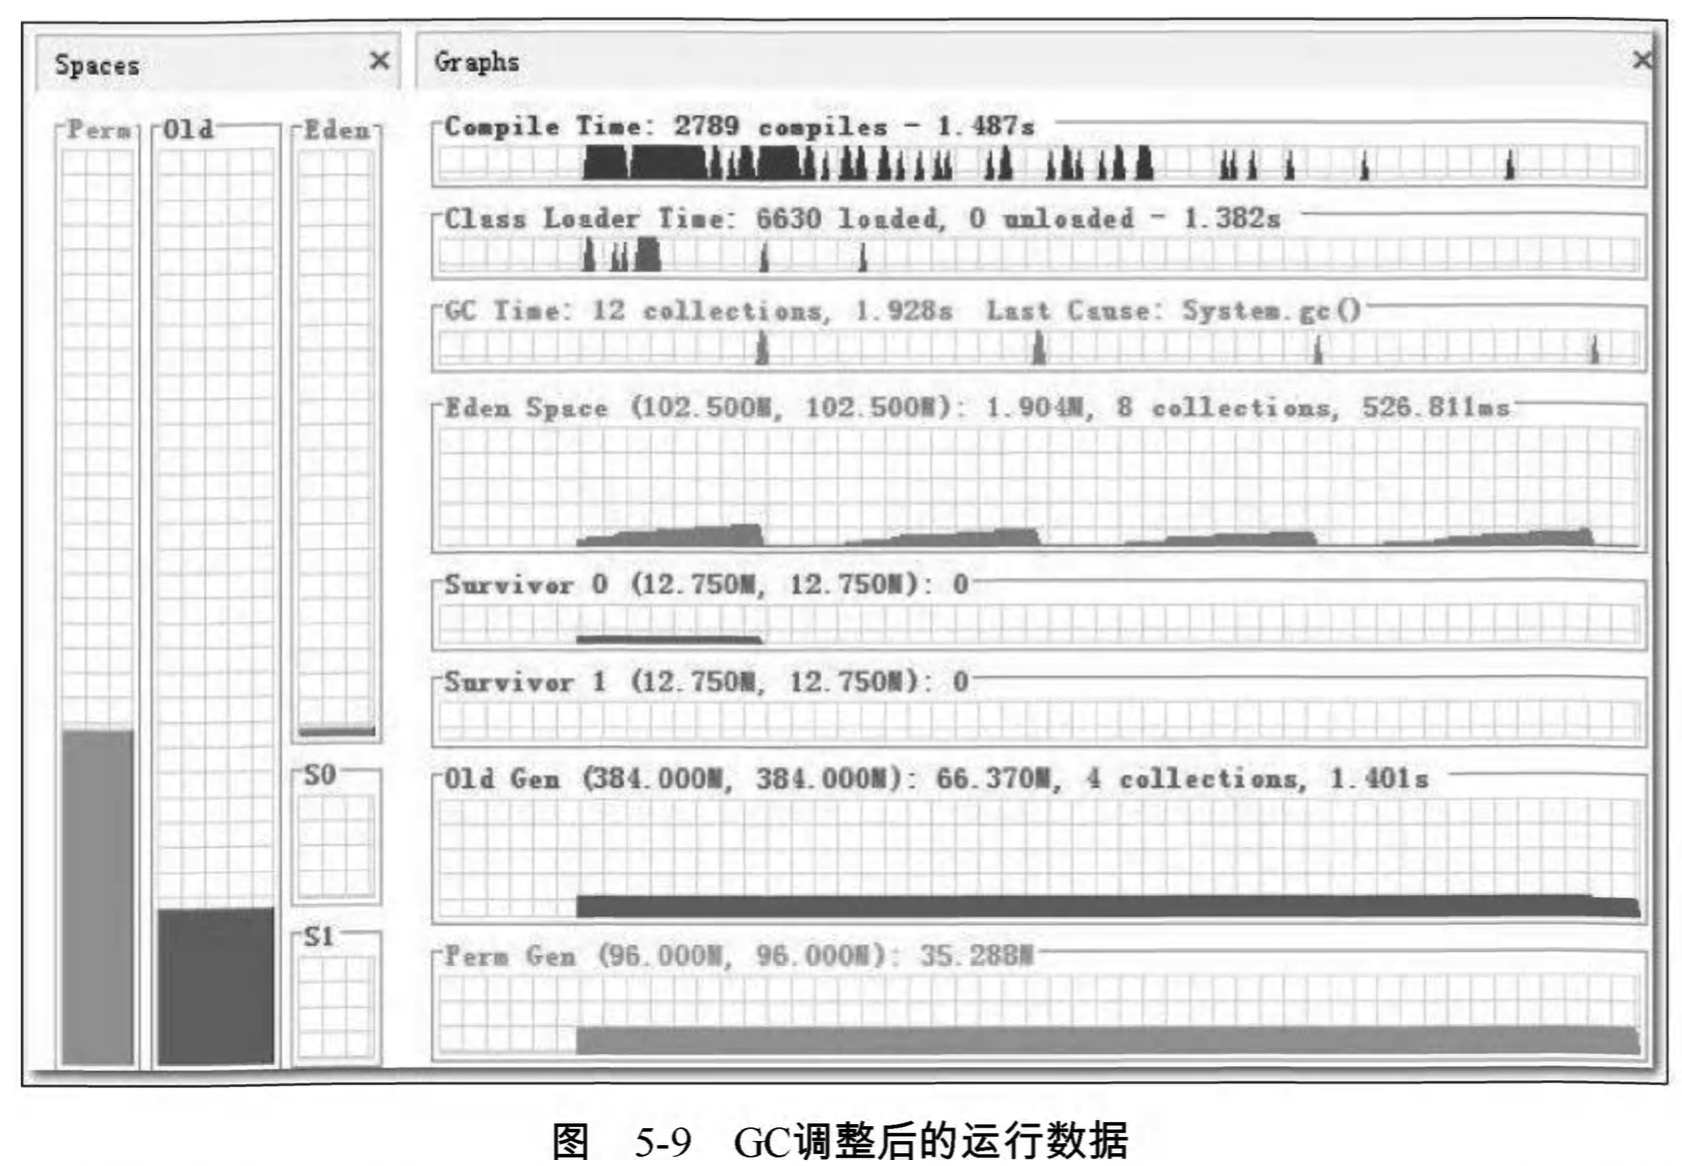 Spaces
Graphs
Perm
Old
Eden
S0
S1
Compile Time: 2789 compiles - 1.487s
Class Loader Time: 6630 loaded, 0 unloaded - 1.382s
GC Time: 12 collections, 1.928s Last Cause: System.gc()
Eden Space (102.500M, 102.500M): 1.904M, 8 collections, 526.811ms
Survivor 0 (12.750M, 12.750M): 0
Survivor 1 (12.750M, 12.750M): 0
Old Gen (384.000M, 384.000M): 66.370M, 4 collections, 1.401s
Perm Gen (96.000M, 96.000M): 35.288M
图 5-9 GC调整后的运行数据